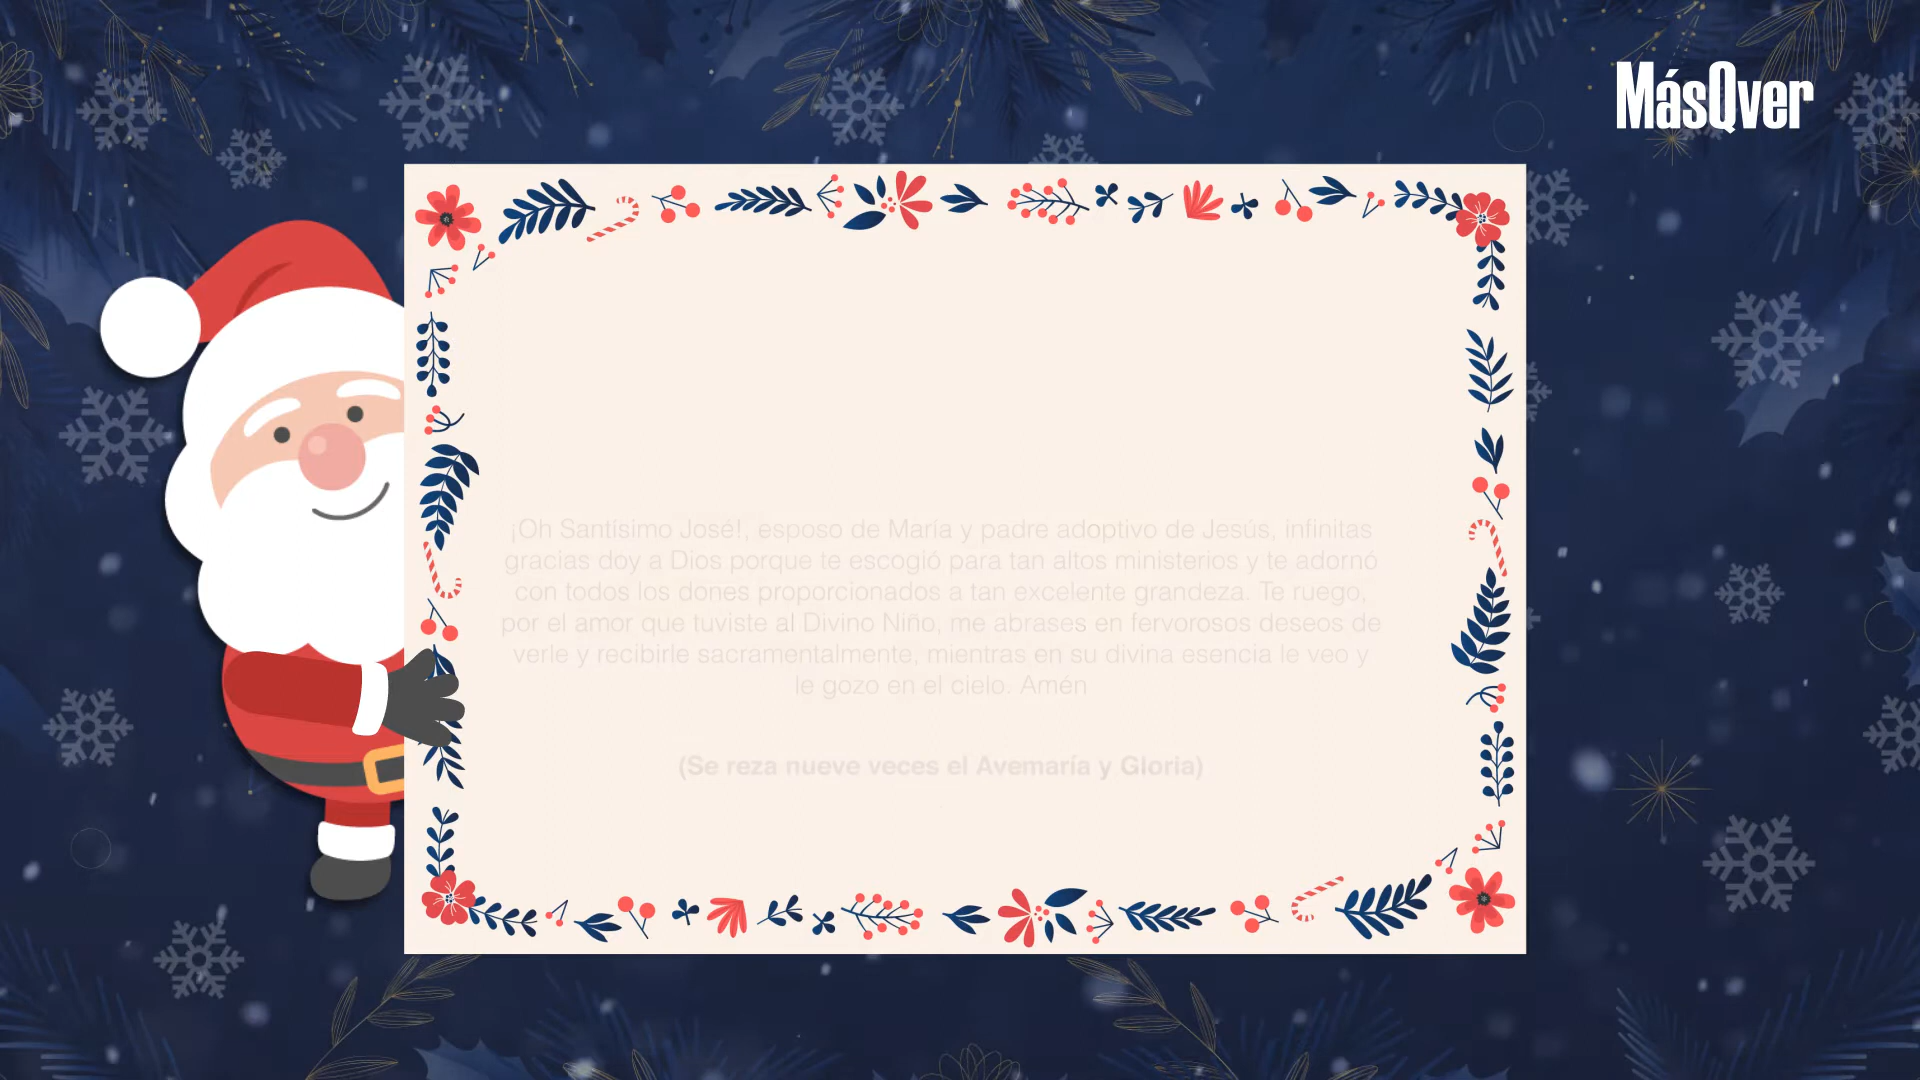 MásQver
¡Oh Santísimo José!, esposo de María y padre adoptivo de Jesús, infinitas
gracias doy a Dios porque te escogió para tan altos ministerios y te adornó
con todos los dones proporcionados a tan excelente grandeza. Te ruego,
por el amor que tuviste al Divino Niño, me abrases en fervorosos deseos de
verle y recibirle sacramentalmente, mientras en su divina esencia le veo y
le gozo en el cielo. Amén
(Se reza nueve veces el Avemaría y Gloria)